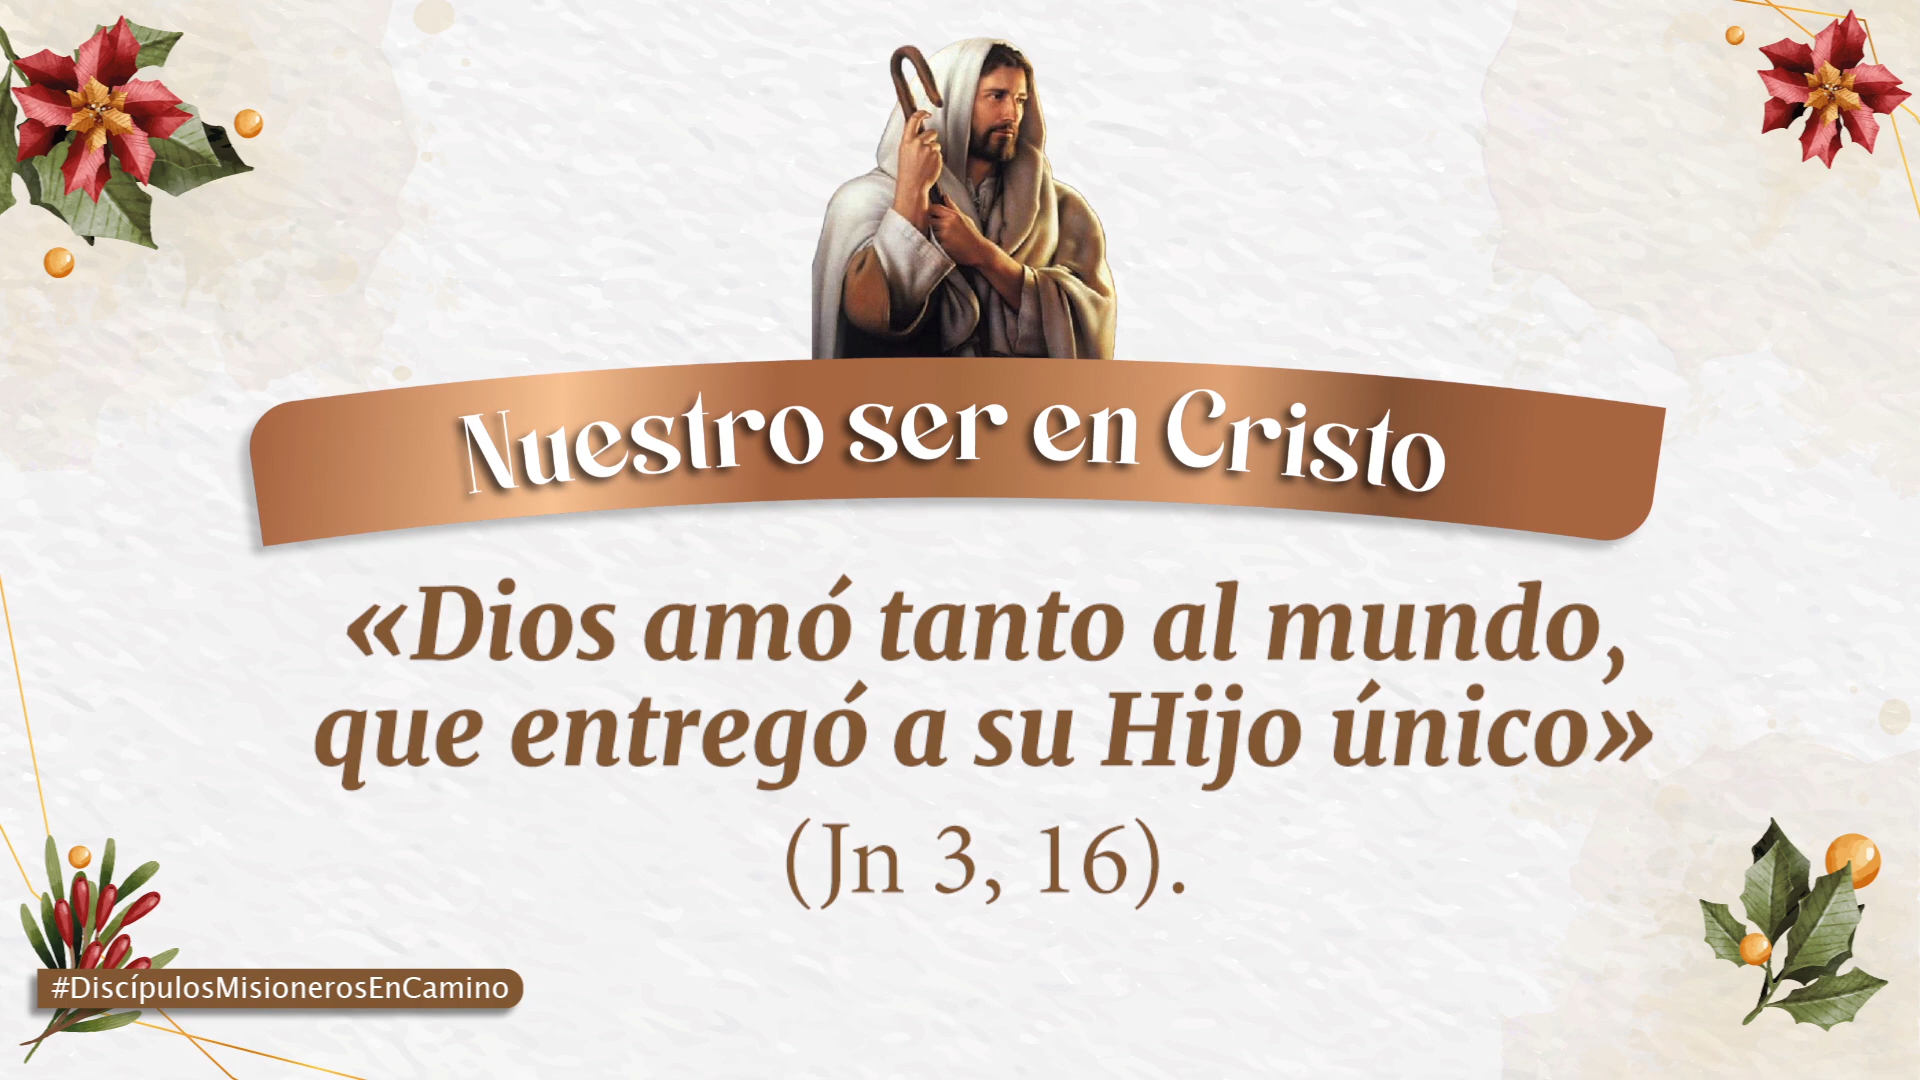 Nuestro ser en Cristo
«Dios amó tanto al mundo,
que entregó a su Hijo único»
(Jn 3, 16).
#DiscípulosMisionerosEnCamino